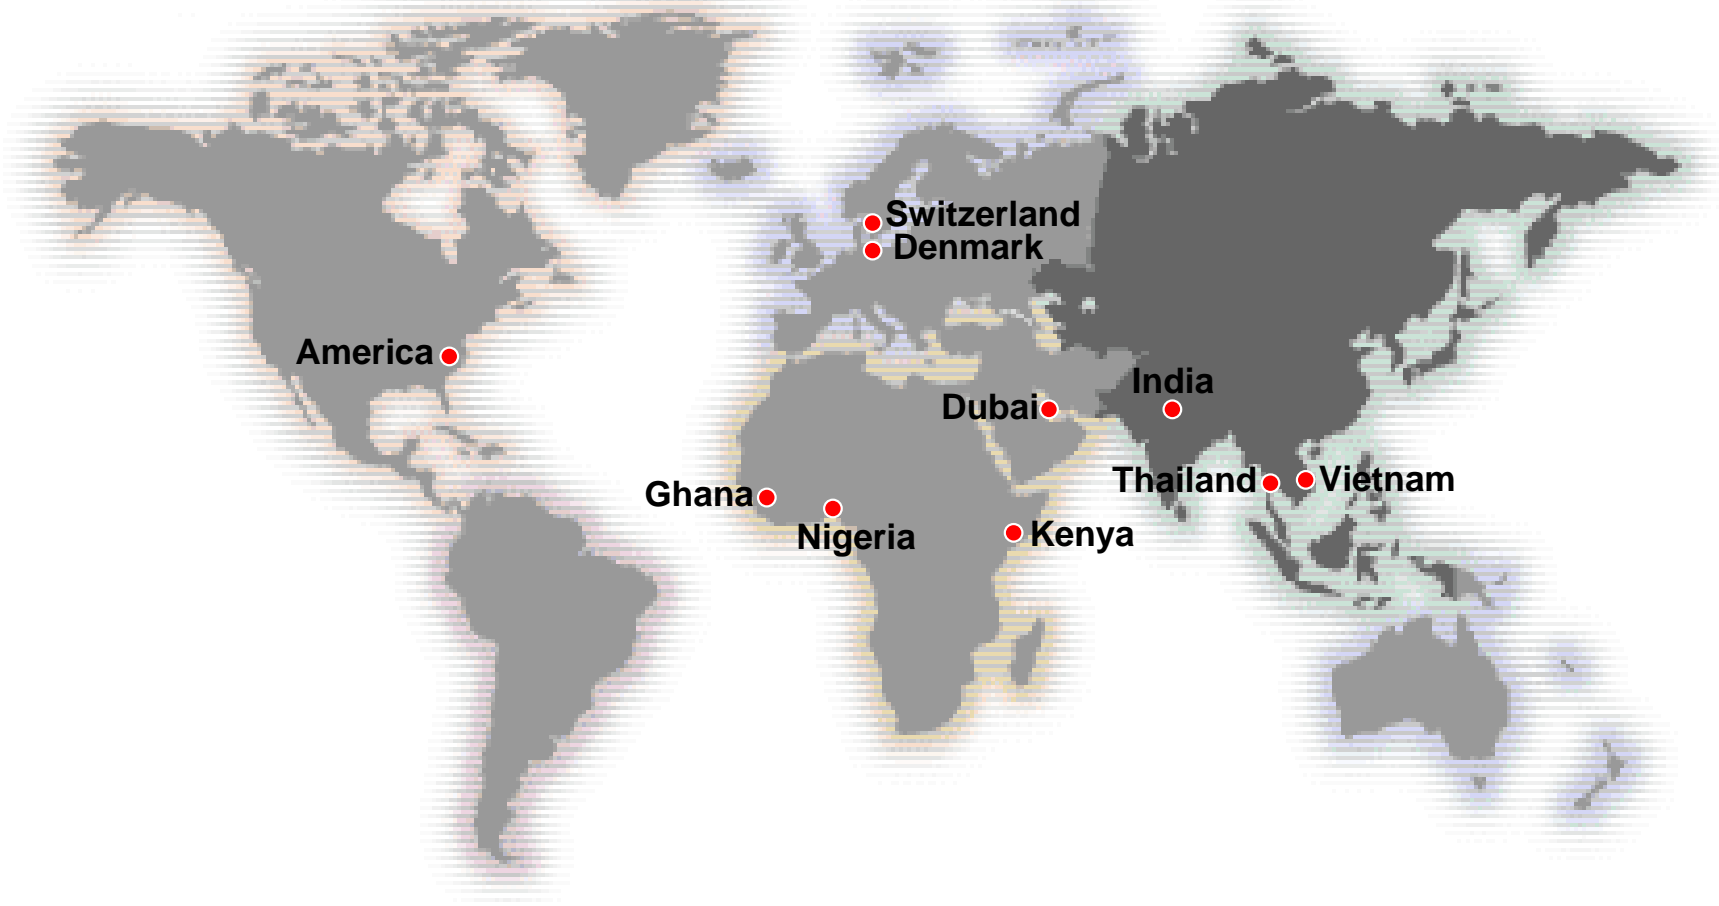 Switzerland
Denmark
America
India
Dubai
Thailand
Vietnam
Ghana
Nigeria
Kenya